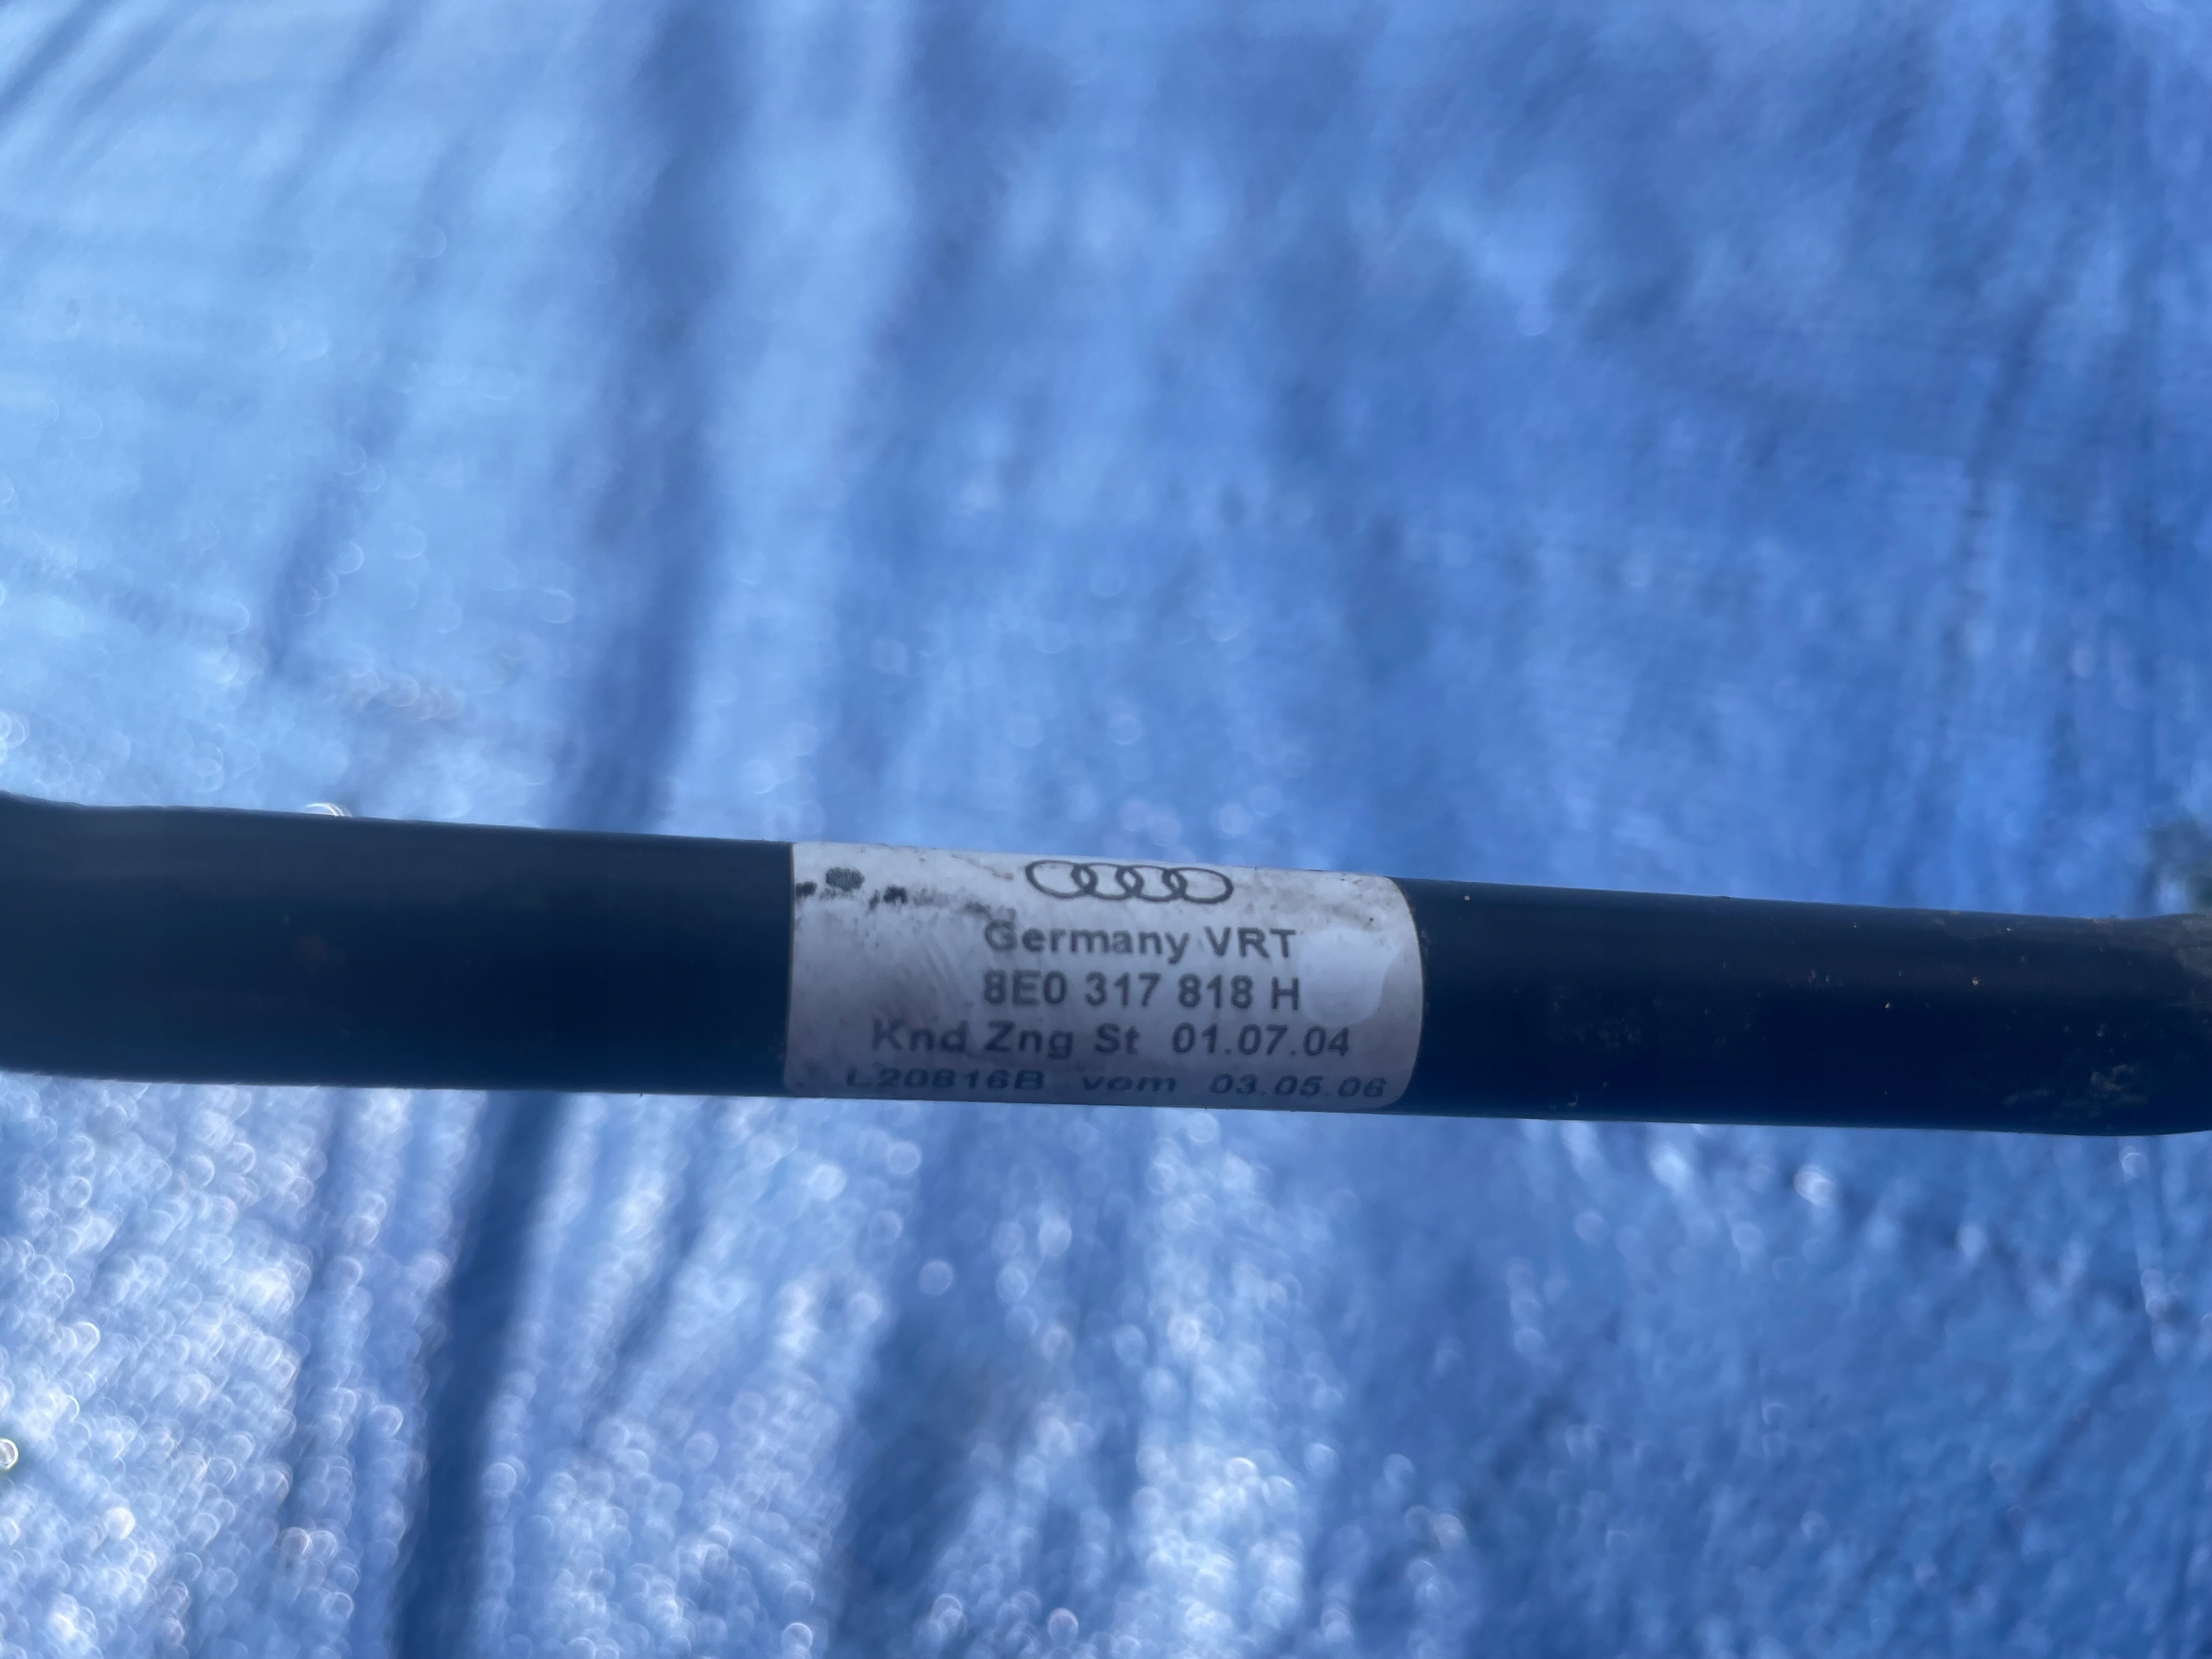 Germany VRT
8E0 317 818 H
Knd Zng St 01.07.04
L20816B vom 03.05.06